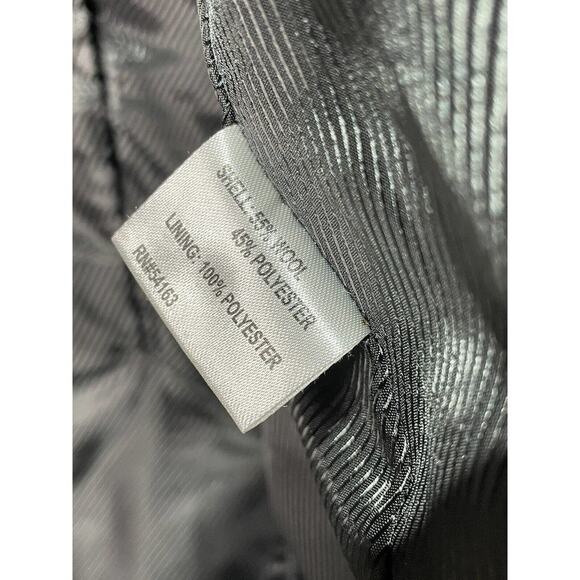 SHELL: 55% WOOL
45% POLYESTER
LINING: 100% POLYESTER
RN#54163